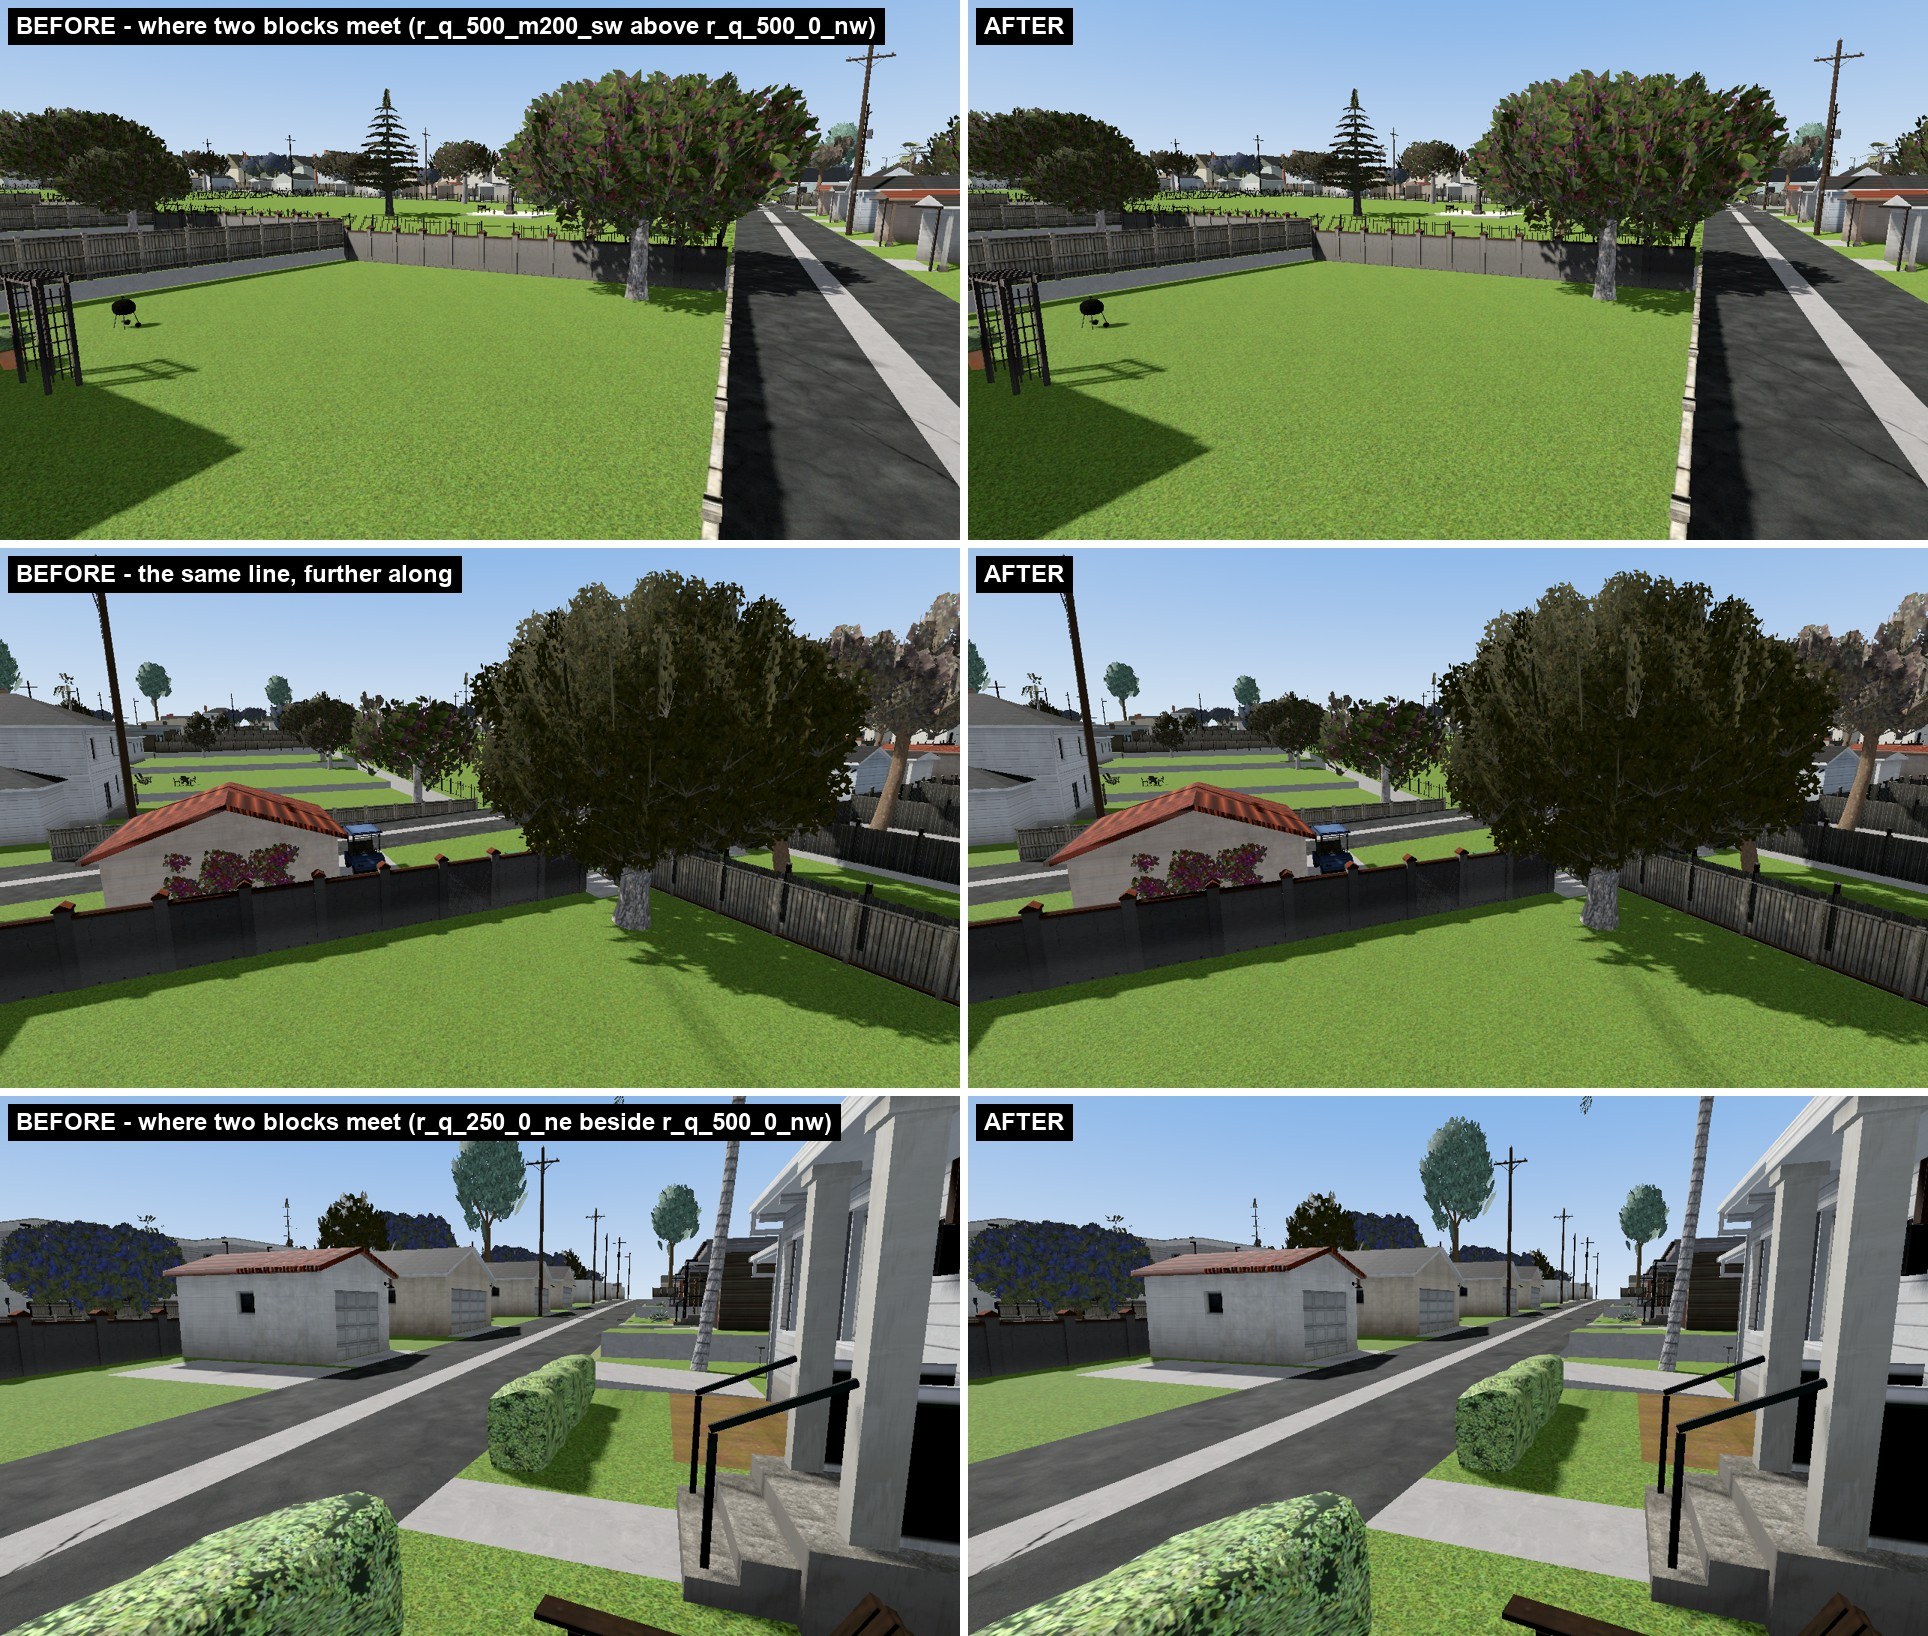 BEFORE - where two blocks meet (r_q_500_m200_sw above r_q_500_0_nw)
AFTER
BEFORE - the same line, further along
AFTER
BEFORE - where two blocks meet (r_q_250_0_ne beside r_q_500_0_nw)
AFTER